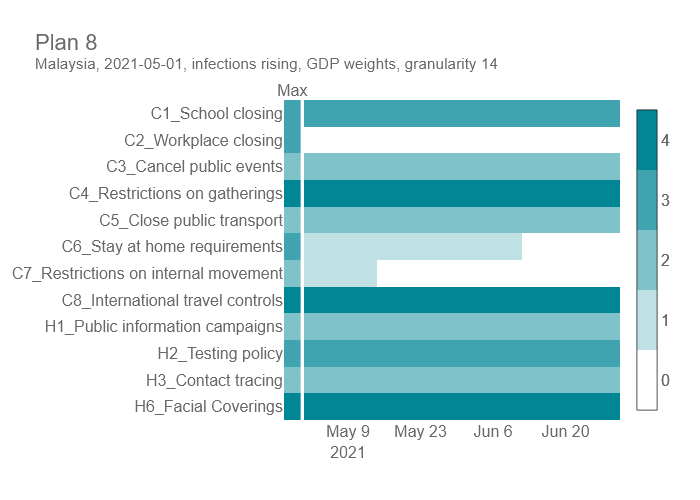 Plan 8
Malaysia, 2021-05-01, infections rising, GDP weights, granularity 14
Max
C1_School closing
C2_Workplace closing
C3_Cancel public events
C4_Restrictions on gatherings
C5_Close public transport
C6_Stay at home requirements
C7_Restrictions on internal movement
C8_International travel controls
H1_Public information campaigns
H2_Testing policy
H3_Contact tracing
H6_Facial Coverings
May 9 May 23 Jun 6 Jun 20
2021
4
3
2
1
0